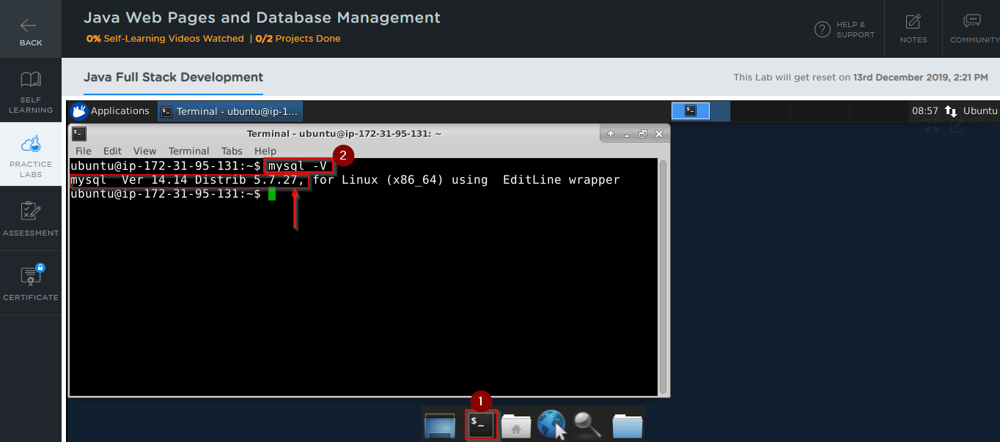 BACK
Java Web Pages and Database Management
0% Self-Learning Videos Watched | 0/2 Projects Done
? HELP &
SUPPORT
NOTES
COMMUNITY
SELF
LEARNING
PRACTICE
LABS
ASSESSMENT
CERTIFICATE
Java Full Stack Development
This Lab will get reset on 13rd December 2019, 2:21 PM
Applications
$_ Terminal - ubuntu@ip-1...
$_
08:57
Ubuntu
$_ Terminal - ubuntu@ip-172-31-95-131: ~
File Edit View Terminal Tabs Help
2
ubuntu@ip-172-31-95-131:~$ mysql -V
mysql  Ver 14.14 Distrib 5.7.27, for Linux (x86_64) using  EditLine wrapper
ubuntu@ip-172-31-95-131:~$
1
$_